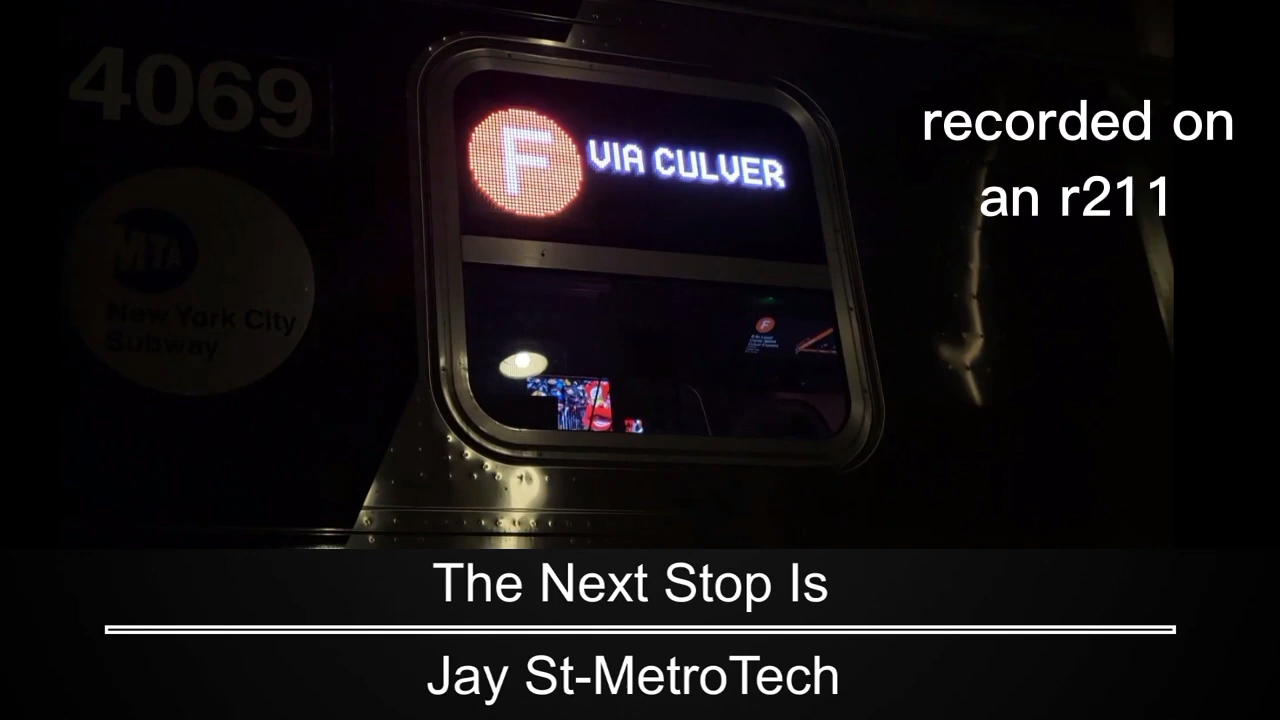 4069
F VIA CULVER
recorded on
an r211
MTA
New York City
Subway
F
The Next Stop Is
Jay St-MetroTech